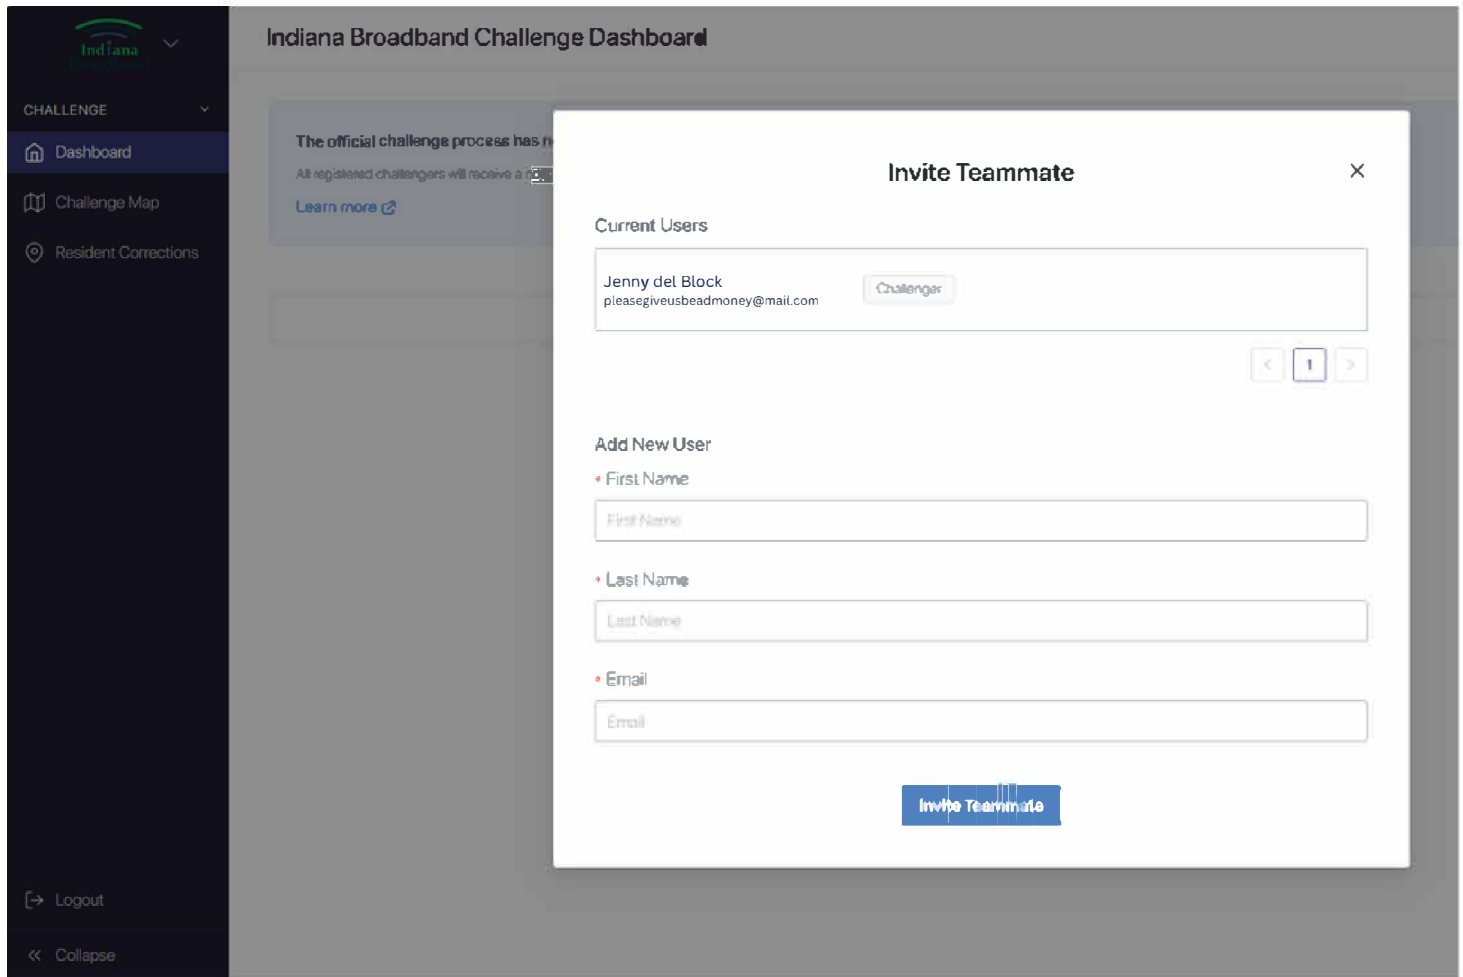 Indiana
Broadband
CHALLENGE
Dashboard
Challenge Map
Resident Corrections
Logout
Collapse
Indiana Broadband Challenge Dashboard
The official challenge process has
All registered challengers will receive a
Learn more
Invite Teammate
Current Users
Jenny del Block
Challenger
pleasegiveusbeadmoney@mail.com
1
Add New User
* First Name
First Name
* Last Name
Last Name
* Email
Email
Invite Teammate